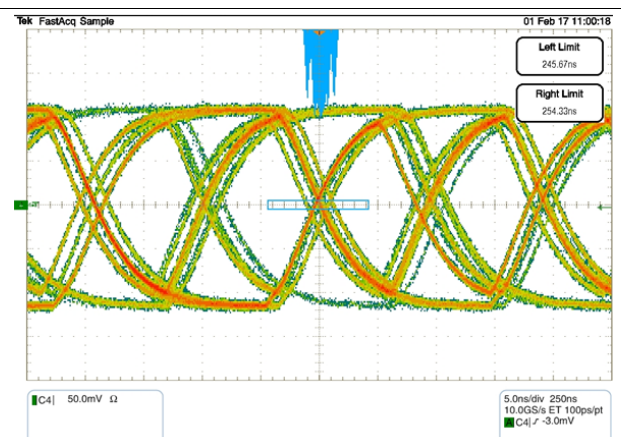 Tek FastAcq Sample
01 Feb 17 11:00:18
Left Limit
245.67ns
Right Limit
254.33ns
C4 50.0mV Ω
5.0ns/div 250ns
10.0GS/s ET 100ps/pt
A C4 -3.0mV